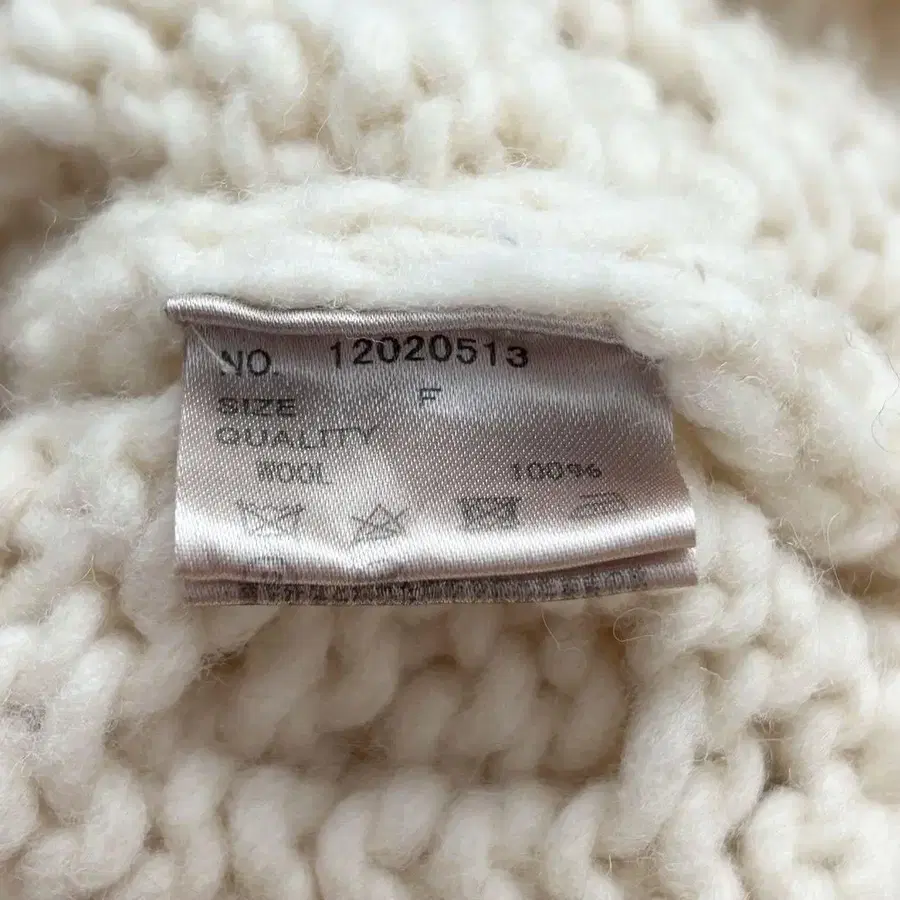 NO. 12020513
SIZE F
QUALITY
WOOL 100%